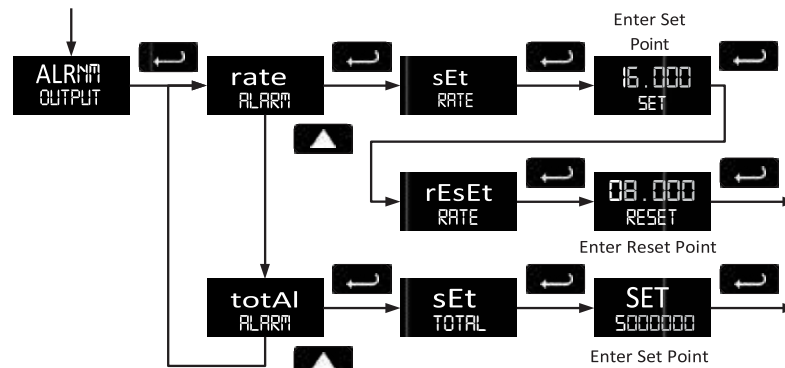 Enter Set
Point
ALRNM
OUTPUT
rate
ALARM
sEt
RATE
16.000
SET
rEsEt
RATE
08.000
RESET
Enter Reset Point
totAl
ALARM
sEt
TOTAL
SET
5000000
Enter Set Point